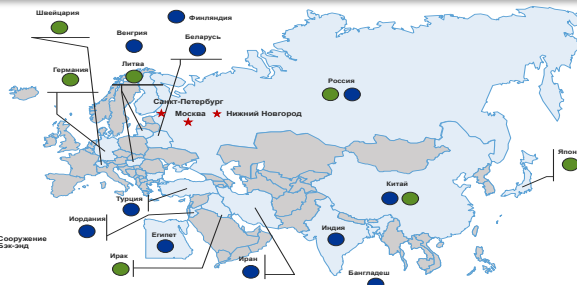 Швейцария
Финляндия
Венгрия
Беларусь
Германия
Литва
Россия
Санкт-Петербург
Москва
Нижний Новгород
Япон
Китай
Турция
Иордания
Египет
Индия
Сооружение
Бэк-энд
Ирак
Иран
Бангладеш